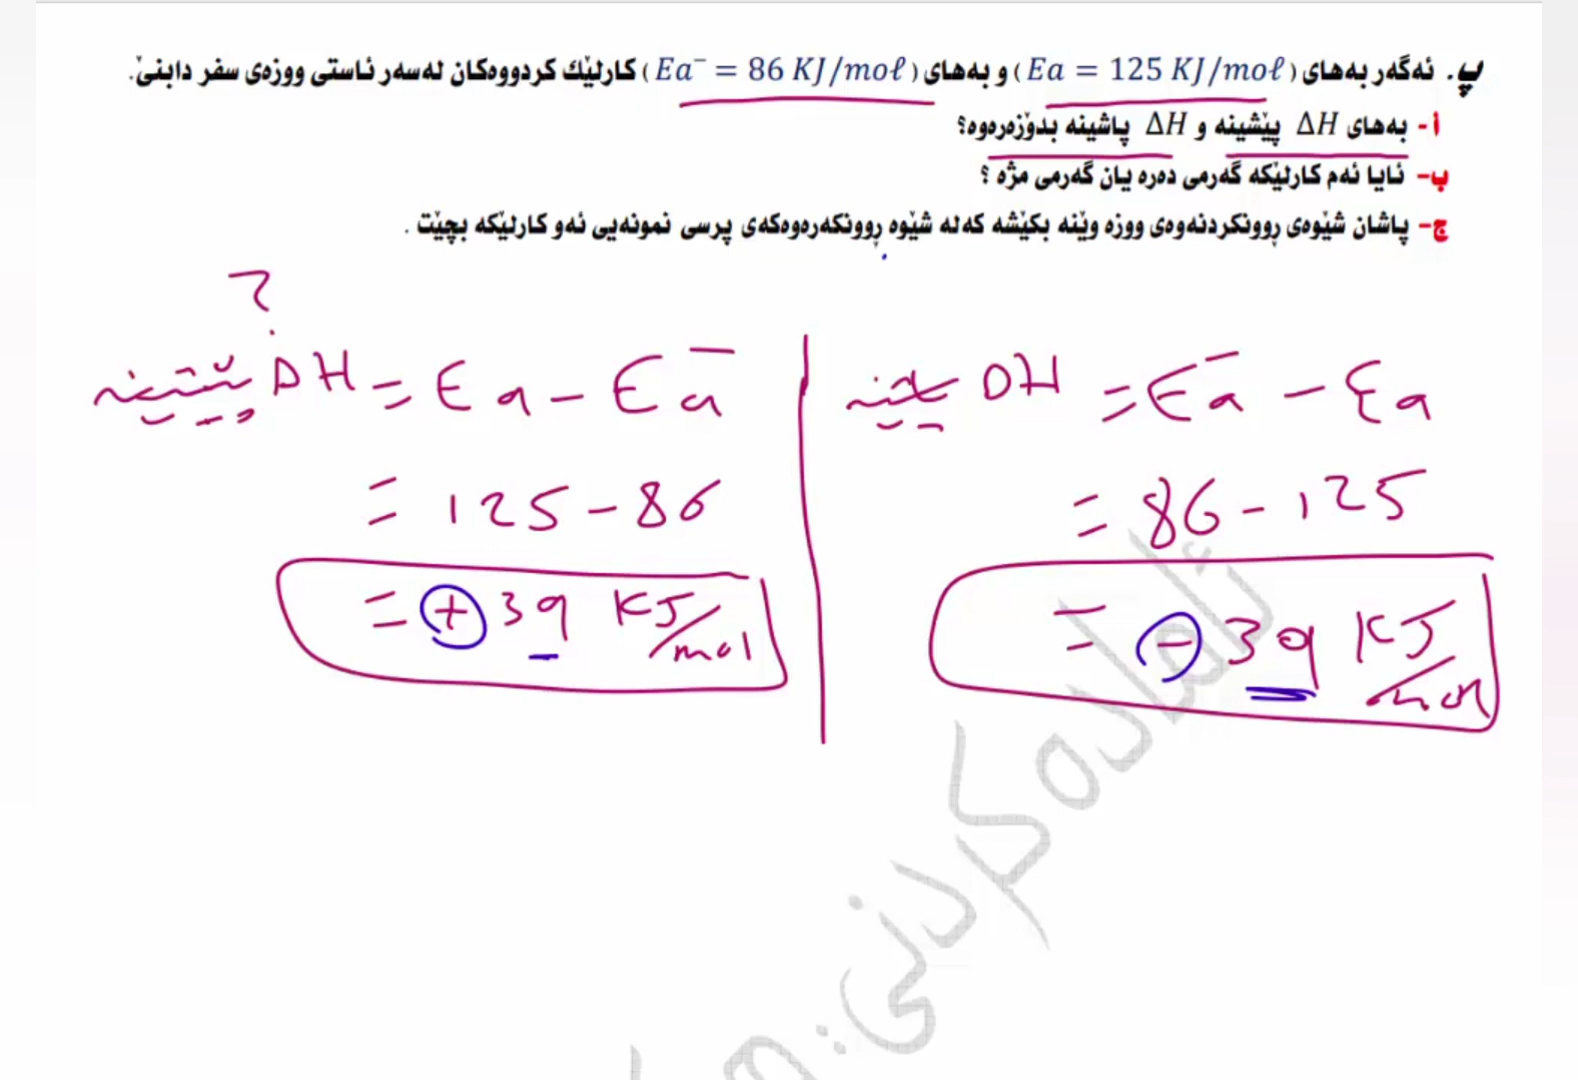 پ. ئەگەر بەهای (Ea = 125 KJ/moℓ) و بەهای (Ea⁻ = 86 KJ/moℓ) کارلێك کردووەکان لەسەر ئاستی ووزەی سفر دابنێ.
أ- بەهای ΔH پێشینە و ΔH پاشینە بدۆزەرەوە؟
ب- ئایا ئەم کارلێکە گەرمی دەرە یان گەرمی مژە ؟
ج- پاشان شێوەی ڕوونکردنەوەی ووزە وێنە بکێشە کەلە شێوە ڕوونکەرەوەکەی پرسی نمونەیی ئەو کارلێکە بچێت .
?
پێشینە ΔH = Ea - Ea⁻
= 125 - 86
= +39 KJ/mol
پاشینە ΔH = Ea⁻ - Ea
= 86 - 125
= -39 KJ/mol
ئامادەکردنی: